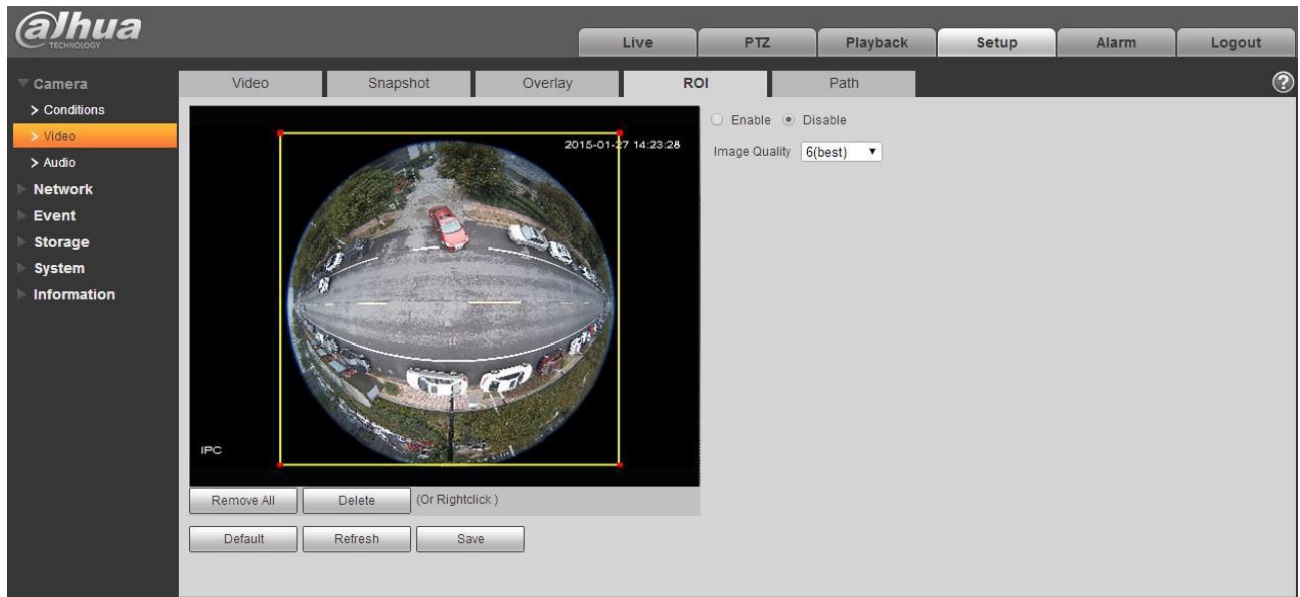 alhua
TECHNOLOGY
Live PTZ Playback Setup Alarm Logout
Camera
> Conditions
> Video
> Audio
Network
Event
Storage
System
Information
Video Snapshot Overlay ROI Path
?
2015-01-27 14:23:28
IPC
Enable Disable
Image Quality 6(best)
Remove All Delete (Or Rightclick )
Default Refresh Save